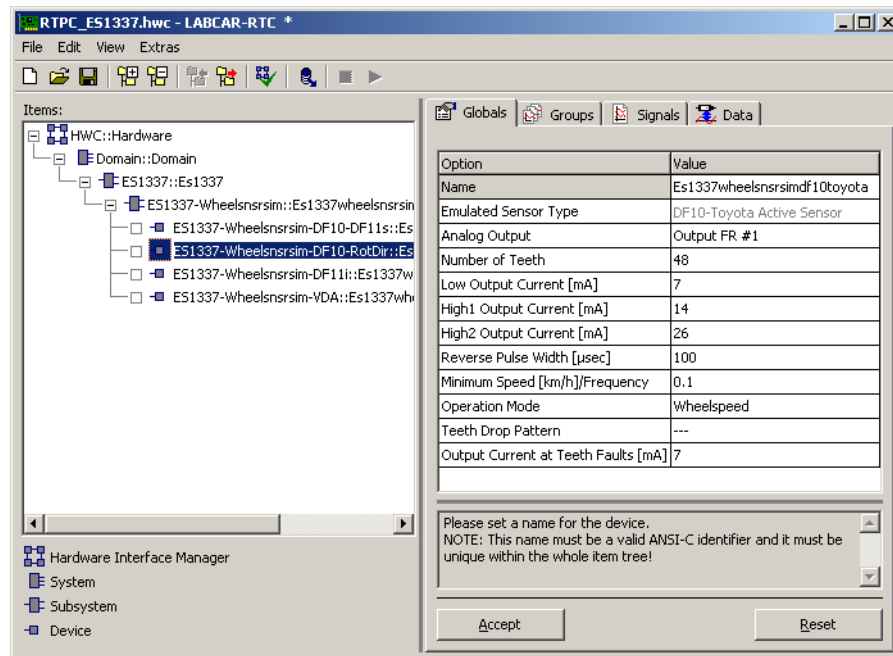 RTPC_ES1337.hwc - LABCAR-RTC *
File Edit View Extras
Items:
HWC::Hardware
Domain::Domain
ES1337::Es1337
ES1337-Wheelsnsrsim::Es1337wheelsnsrsin
ES1337-Wheelsnsrsim-DF10-DF11s::Es
ES1337-Wheelsnsrsim-DF10-RotDir::Es
ES1337-Wheelsnsrsim-DF11i::Es1337w
ES1337-Wheelsnsrsim-VDA::Es1337whe
Hardware Interface Manager
System
Subsystem
Device
Globals Groups Signals Data
Option Value
Name Es1337wheelsnsrsimdf10toyota
Emulated Sensor Type DF10-Toyota Active Sensor
Analog Output Output FR #1
Number of Teeth 48
Low Output Current [mA] 7
High1 Output Current [mA] 14
High2 Output Current [mA] 26
Reverse Pulse Width [µsec] 100
Minimum Speed [km/h]/Frequency 0.1
Operation Mode Wheelspeed
Teeth Drop Pattern ---
Output Current at Teeth Faults [mA] 7
Please set a name for the device.
NOTE: This name must be a valid ANSI-C identifier and it must be
unique within the whole item tree!
Accept Reset